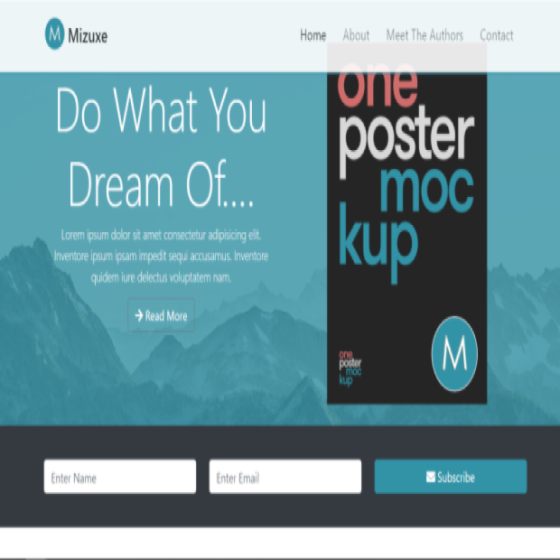 M Mizuxe
Home About Meet The Authors Contact
Do What You
Dream Of....
Lorem ipsum dolor sit amet consectetur adipisicing elit.
Inventore ipsum ipsam impedit sequi accusamus. Inventore
quidem iure delectus voluptatem nam.
Read More
one
poster
moc
kup
one
poster
moc
kup
M
Enter Name
Enter Email
Subscribe